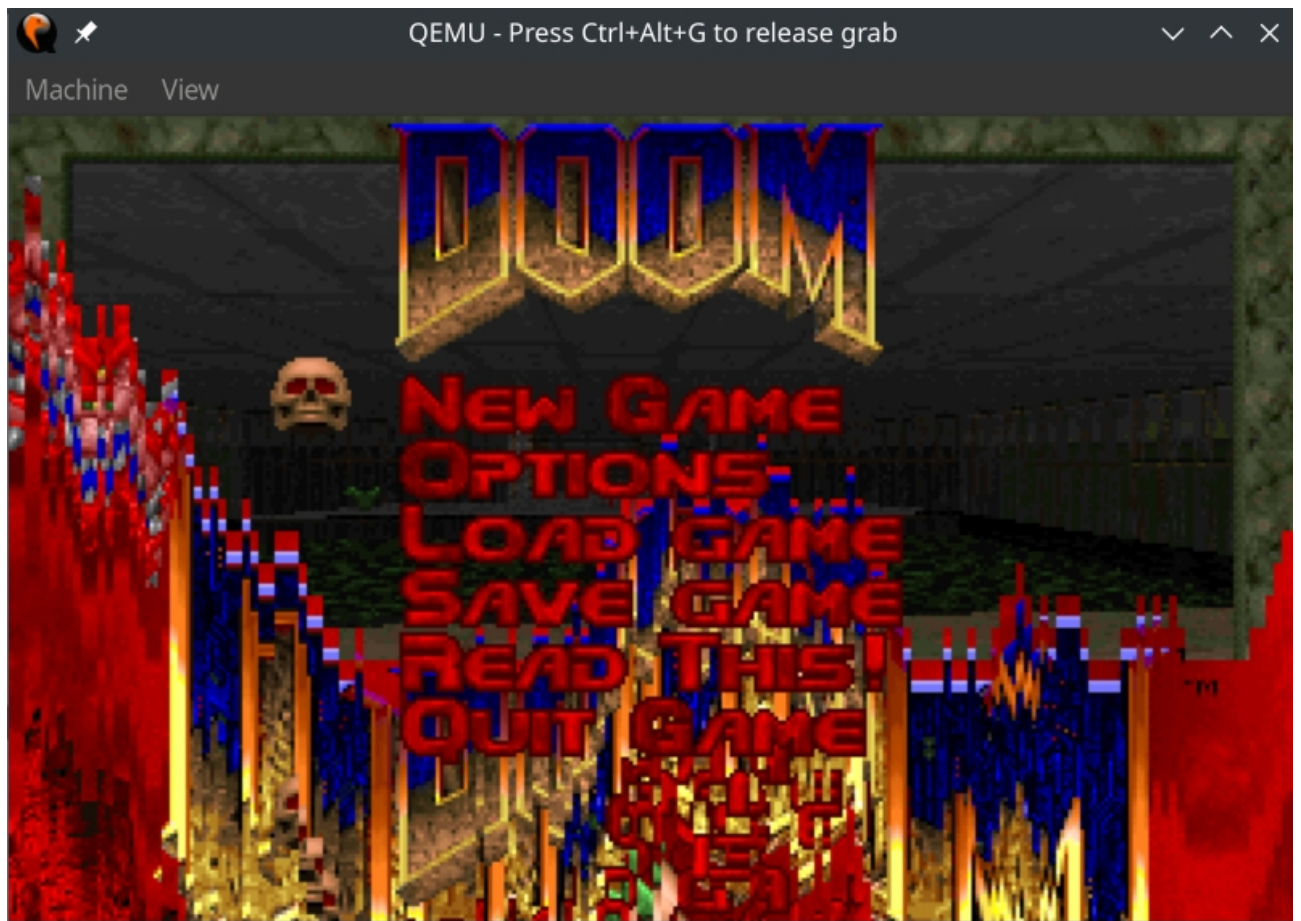 QEMU - Press Ctrl+Alt+G to release grab
Machine View
DOOM
NEW GAME
OPTIONS
LOAD GAME
SAVE GAME
READ THIS!
QUIT GAME
TM